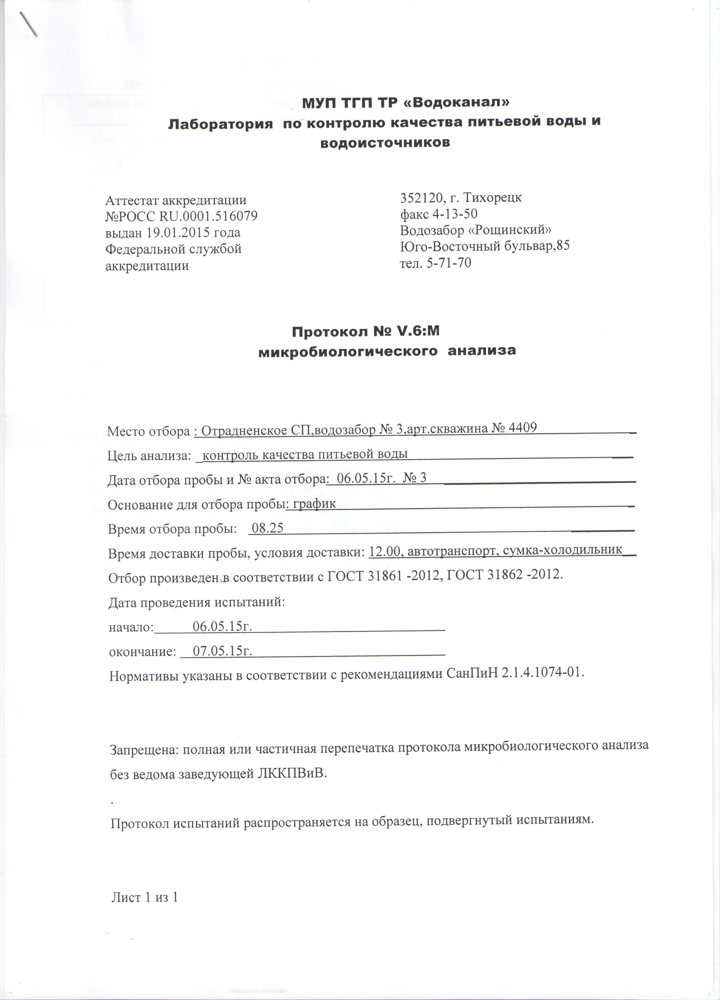 МУП ТГП ТР «Водоканал»
Лаборатория по контролю качества питьевой воды и
водоисточников
Аттестат аккредитации
№РОСС RU.0001.516079
выдан 19.01.2015 года
Федеральной службой
аккредитации
352120, г. Тихорецк
факс 4-13-50
Водозабор «Рощинский»
Юго-Восточный бульвар,85
тел. 5-71-70
Протокол № V.6:М
микробиологического анализа
Место отбора : Отрадненское СП,водозабор № 3,арт.скважина № 4409
Цель анализа: контроль качества питьевой воды
Дата отбора пробы и № акта отбора: 06.05.15г. № 3
Основание для отбора пробы: график
Время отбора пробы: 08.25
Время доставки пробы, условия доставки: 12.00, автотранспорт, сумка-холодильник
Отбор произведен в соответствии с ГОСТ 31861 -2012, ГОСТ 31862 -2012.
Дата проведения испытаний:
начало: 06.05.15г.
окончание: 07.05.15г.
Нормативы указаны в соответствии с рекомендациями СанПиН 2.1.4.1074-01.
Запрещена: полная или частичная перепечатка протокола микробиологического анализа
без ведома заведующей ЛККПВиВ.
.
Протокол испытаний распространяется на образец, подвергнутый испытаниям.
Лист 1 из 1